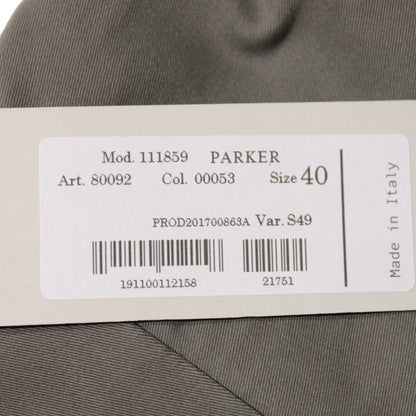 Mod. 111859 PARKER
Art. 80092 Col. 00053 Size 40
PROD201700863A Var. S49
191100112158 21751
Made in Italy